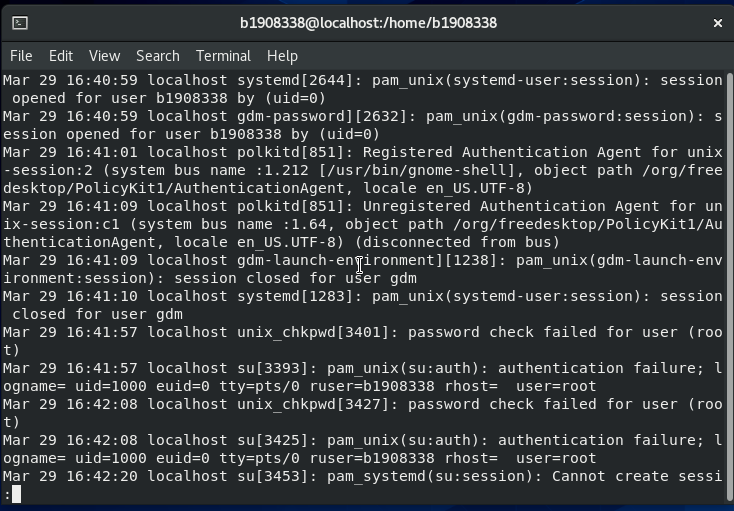 b1908338@localhost:/home/b1908338
File Edit View Search Terminal Help
Mar 29 16:40:59 localhost systemd[2644]: pam_unix(systemd-user:session): session
 opened for user b1908338 by (uid=0)
Mar 29 16:40:59 localhost gdm-password][2632]: pam_unix(gdm-password:session): s
ession opened for user b1908338 by (uid=0)
Mar 29 16:41:01 localhost polkitd[851]: Registered Authentication Agent for unix
-session:2 (system bus name :1.212 [/usr/bin/gnome-shell], object path /org/free
desktop/PolicyKit1/AuthenticationAgent, locale en_US.UTF-8)
Mar 29 16:41:09 localhost polkitd[851]: Unregistered Authentication Agent for un
ix-session:c1 (system bus name :1.64, object path /org/freedesktop/PolicyKit1/Au
thenticationAgent, locale en_US.UTF-8) (disconnected from bus)
Mar 29 16:41:09 localhost gdm-launch-environment][1238]: pam_unix(gdm-launch-env
ironment:session): session closed for user gdm
Mar 29 16:41:10 localhost systemd[1283]: pam_unix(systemd-user:session): session
 closed for user gdm
Mar 29 16:41:57 localhost unix_chkpwd[3401]: password check failed for user (roo
t)
Mar 29 16:41:57 localhost su[3393]: pam_unix(su:auth): authentication failure; l
ogname= uid=1000 euid=0 tty=pts/0 ruser=b1908338 rhost=  user=root
Mar 29 16:42:08 localhost unix_chkpwd[3427]: password check failed for user (roo
t)
Mar 29 16:42:08 localhost su[3425]: pam_unix(su:auth): authentication failure; l
ogname= uid=1000 euid=0 tty=pts/0 ruser=b1908338 rhost=  user=root
Mar 29 16:42:20 localhost su[3453]: pam_systemd(su:session): Cannot create sessi
: